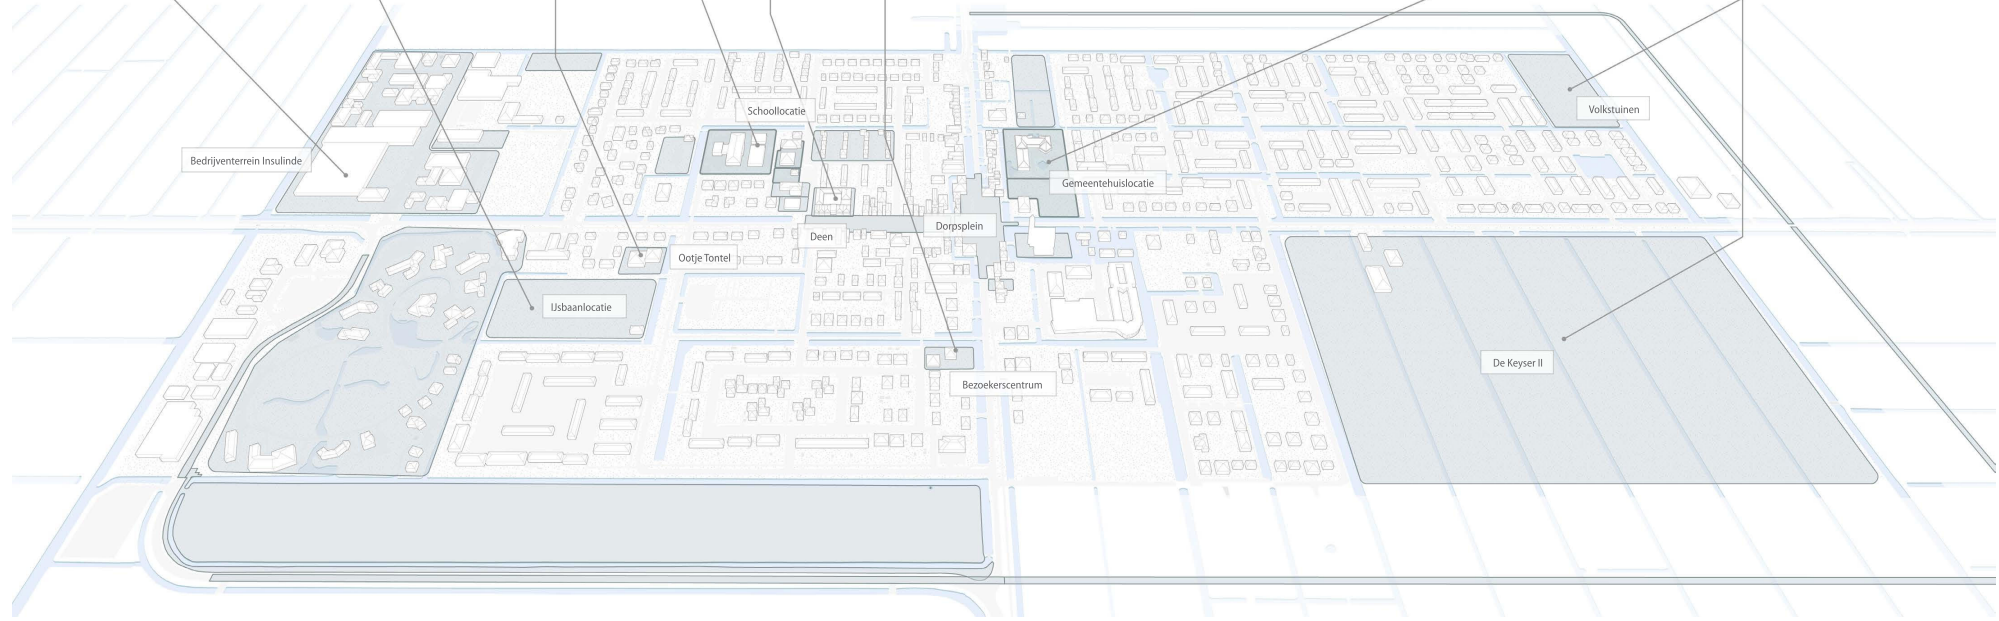 Schoollocatie
Volkstuinen
Bedrijventerrein Insulinde
Gemeentehuislocatie
Dorpsplein
Deen
Ootje Tontel
IJsbaanlocatie
De Keyser II
Bezoekerscentrum